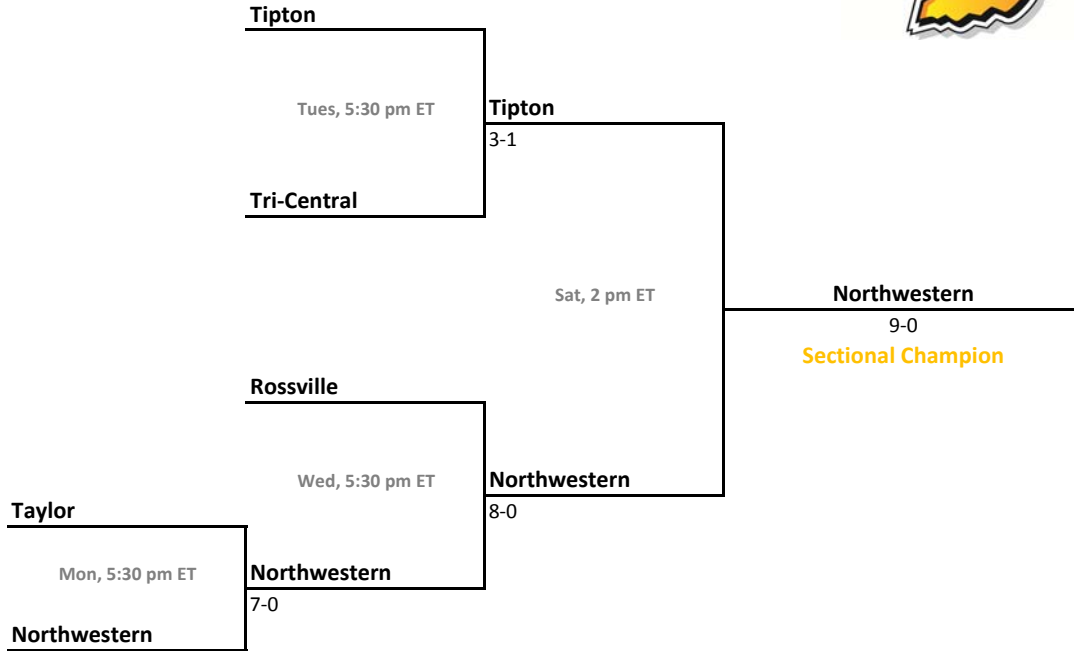 Tipton
Tues, 5:30 pm ET
Tipton
3-1
Tri-Central
Sat, 2 pm ET
Northwestern
9-0
Sectional Champion
Rossville
Wed, 5:30 pm ET
Northwestern
8-0
Taylor
Mon, 5:30 pm ET
Northwestern
7-0
Northwestern